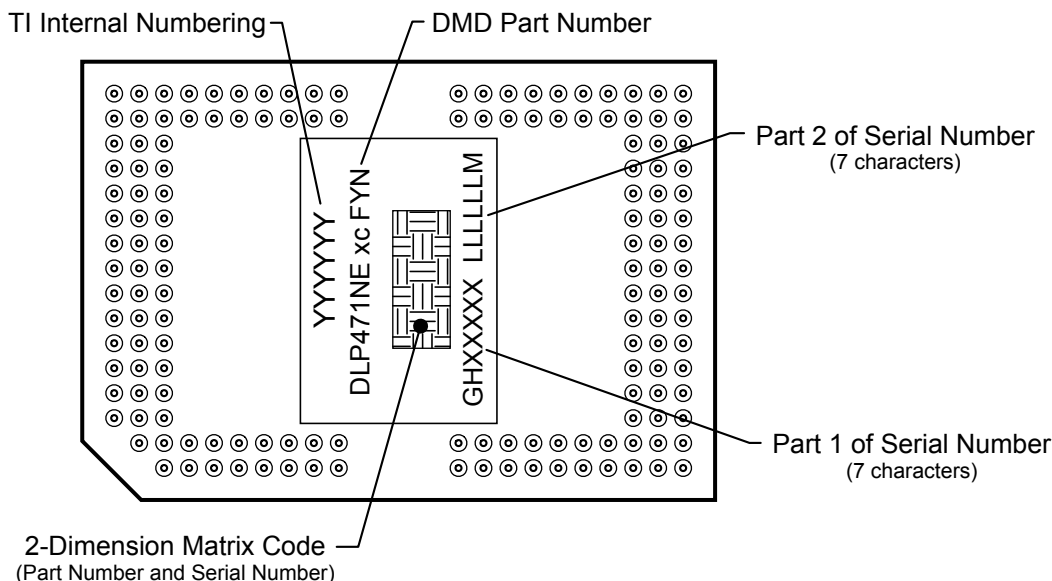 TI Internal Numbering
DMD Part Number
Part 2 of Serial Number
(7 characters)
YYYYYYY
DLP471NE xc FYN
GHXXXXX LLLLLLM
Part 1 of Serial Number
(7 characters)
2-Dimension Matrix Code
(Part Number and Serial Number)